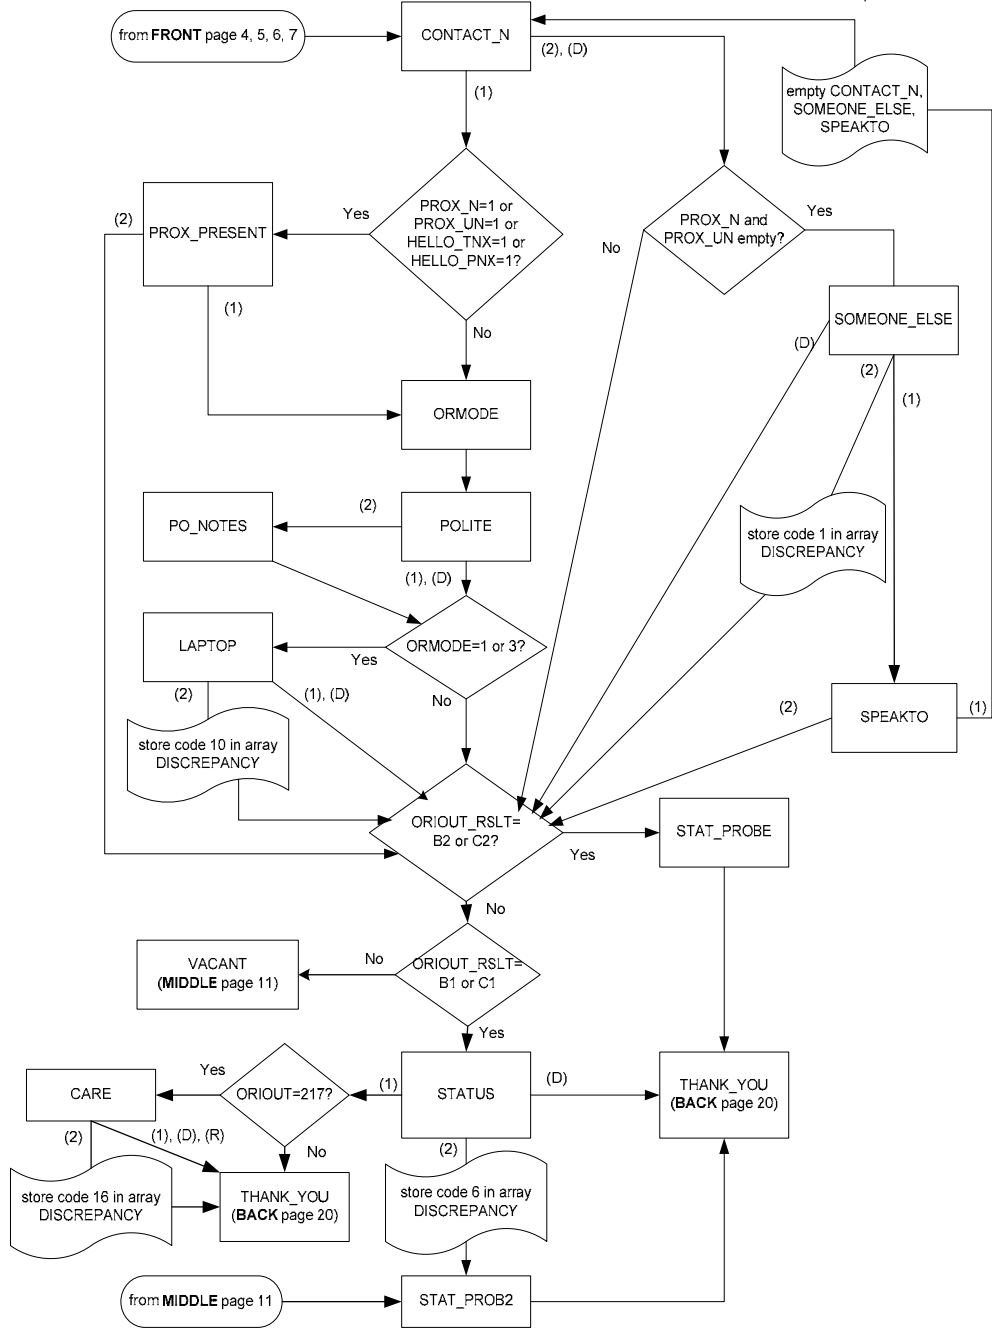 from FRONT page 4, 5, 6, 7
CONTACT_N
(2), (D)
(1)
empty CONTACT_N,
SOMEONE_ELSE,
SPEAKTO
PROX_N=1 or
PROX_UN=1 or
HELLO_TNX=1 or
HELLO_PNX=1?
Yes
No
PROX_PRESENT
(2)
(1)
PROX_N and
PROX_UN empty?
Yes
No
SOMEONE_ELSE
(D)
(2)
(1)
ORMODE
PO_NOTES
(2)
POLITE
(1), (D)
store code 1 in array
DISCREPANCY
LAPTOP
Yes
ORMODE=1 or 3?
No
(2)
(1), (D)
store code 10 in array
DISCREPANCY
(2)
SPEAKTO
(1)
ORIOUT_RSLT=
B2 or C2?
Yes
No
STAT_PROBE
VACANT
(MIDDLE page 11)
No
ORIOUT_RSLT=
B1 or C1
Yes
CARE
Yes
ORIOUT=217?
No
(1)
STATUS
(D)
(2)
THANK_YOU
(BACK page 20)
(2)
(1), (D), (R)
store code 16 in array
DISCREPANCY
THANK_YOU
(BACK page 20)
store code 6 in array
DISCREPANCY
from MIDDLE page 11
STAT_PROB2